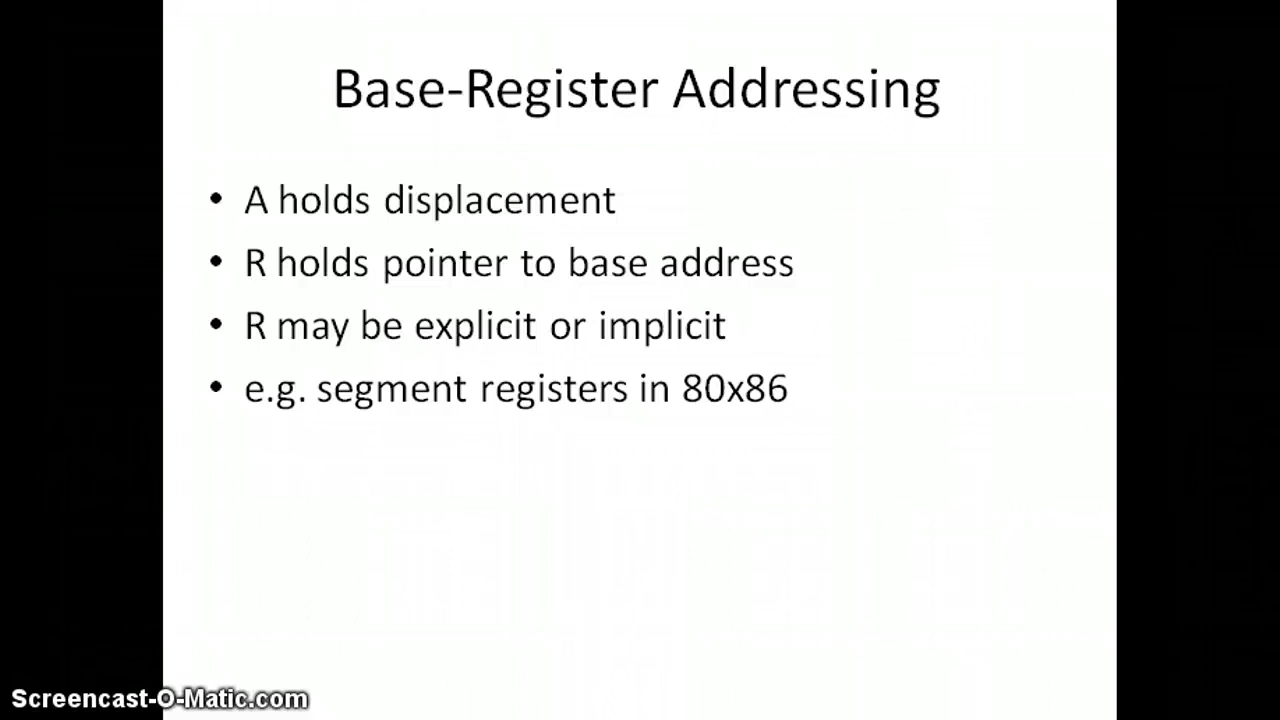 Base-Register Addressing
• A holds displacement
• R holds pointer to base address
• R may be explicit or implicit
• e.g. segment registers in 80x86
Screencast-O-Matic.com